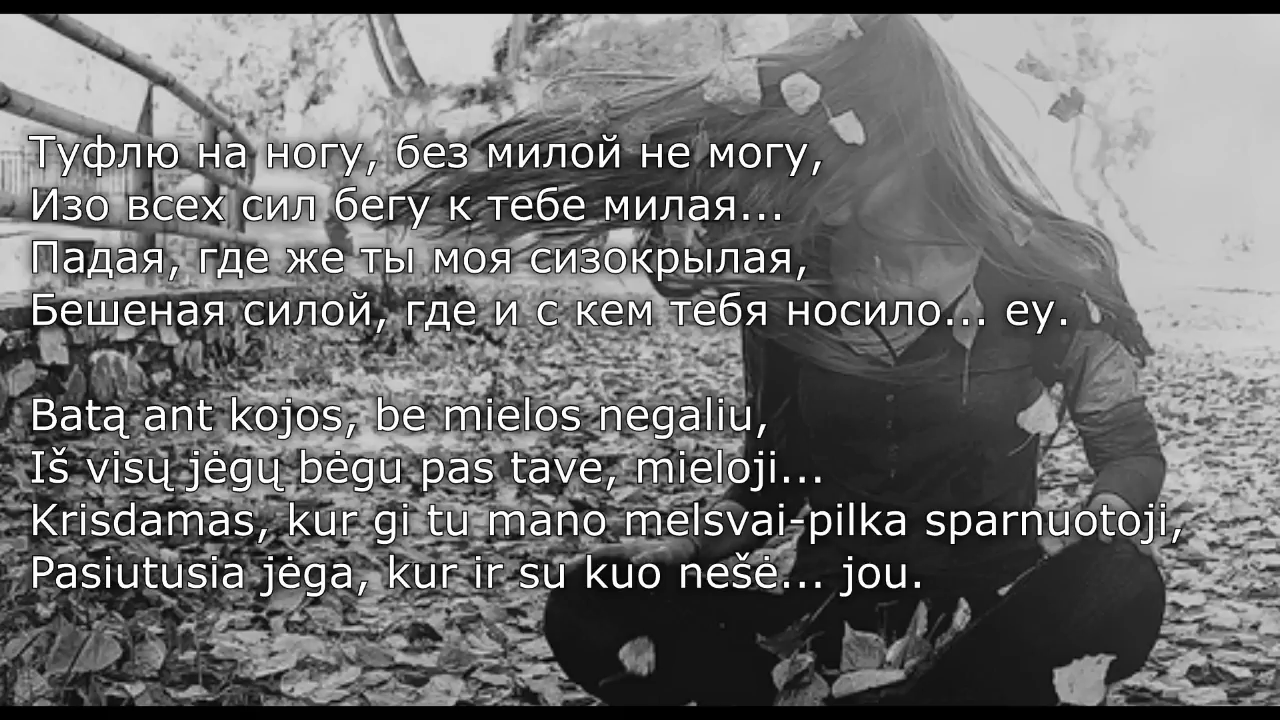 Туфлю на ногу, без милой не могу,
Изо всех сил бегу к тебе милая...
Падая, где же ты моя сизокрылая,
Бешеная силой, где и с кем тебя носило... еу.
Batą ant kojos, be mielos negaliu,
Iš visų jėgų bėgu pas tave, mieloji...
Krisdamas, kur gi tu mano melsvai-pilka sparnuotoji,
Pasiutusia jėga, kur ir su kuo nešė... jou.